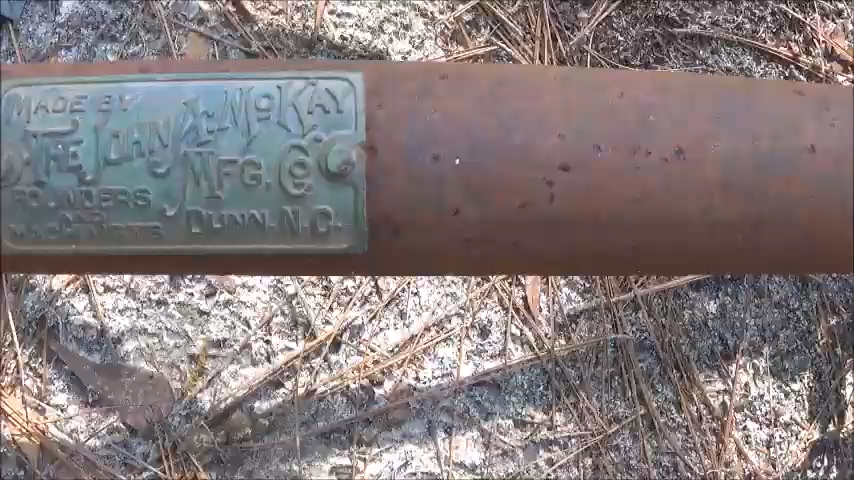 MADE BY
THE JOHN A. MCKAY
MFG. CO.
FOUNDERS
AND
MACHINISTS
DUNN. N.C.